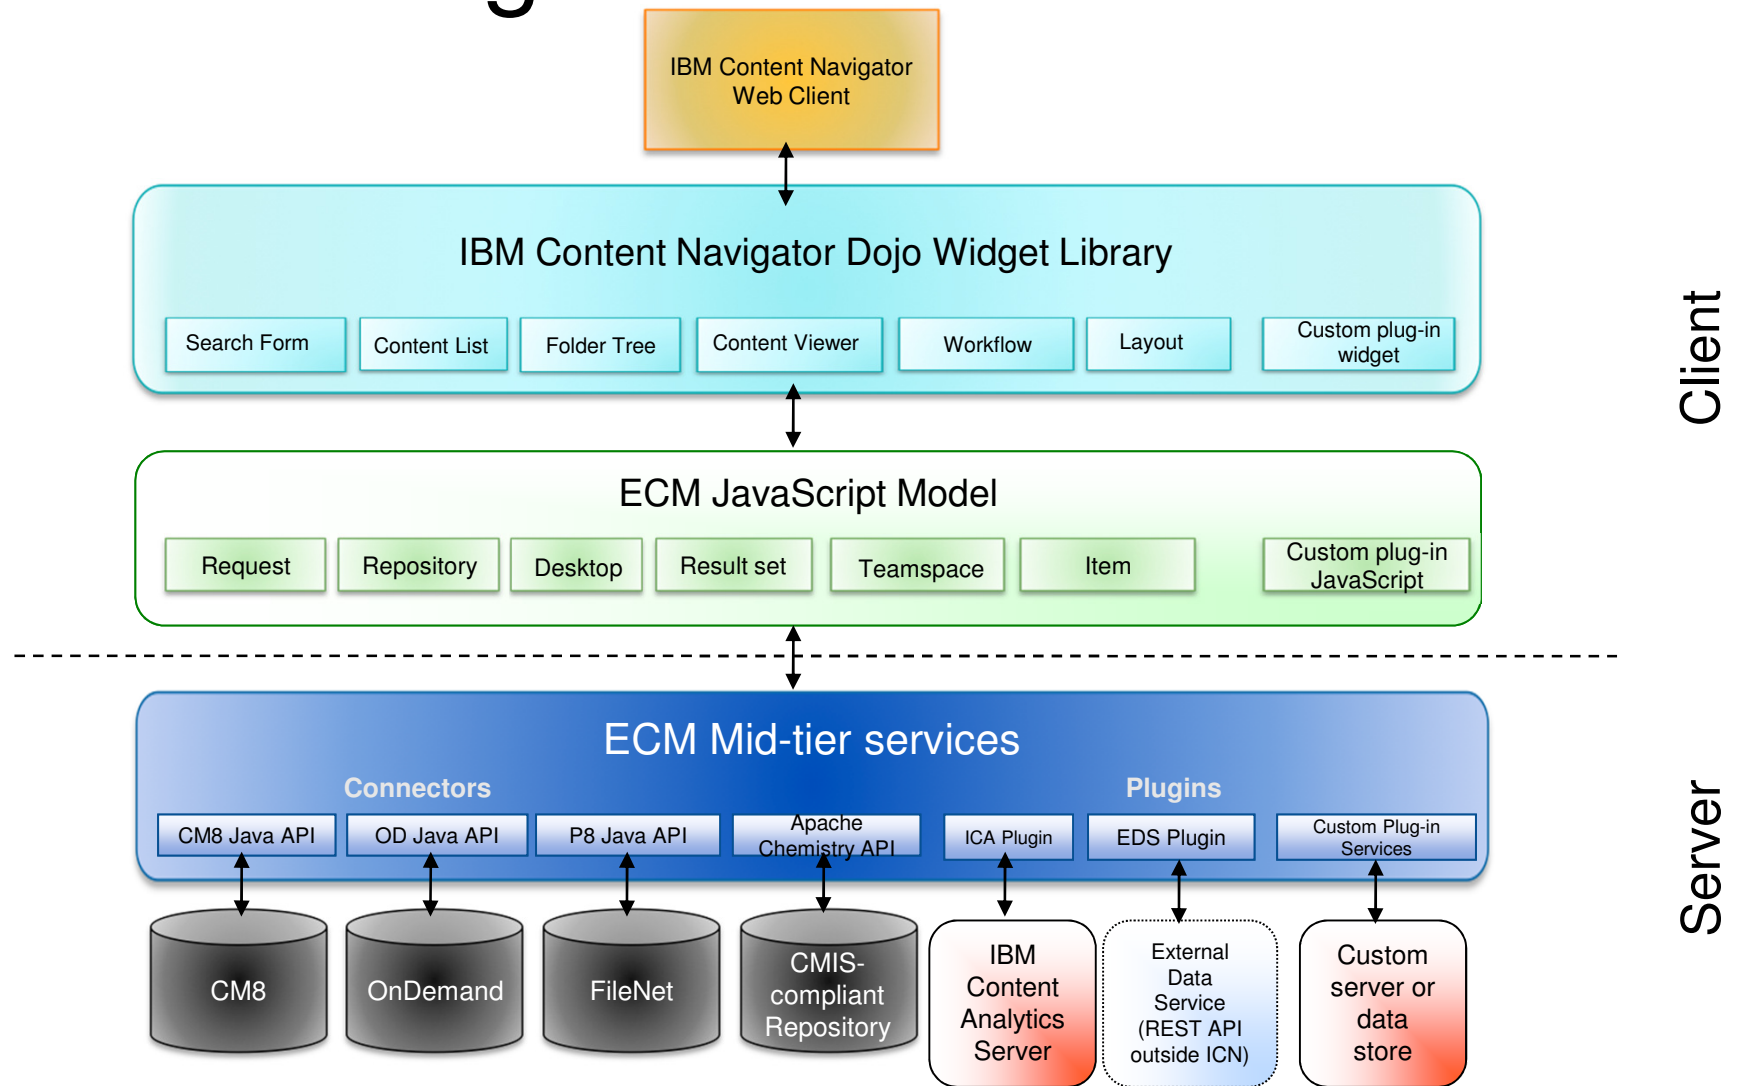 g
IBM Content Navigator
Web Client
IBM Content Navigator Dojo Widget Library
Search Form
Content List
Folder Tree
Content Viewer
Workflow
Layout
Custom plug-in
widget
Client
ECM JavaScript Model
Request
Repository
Desktop
Result set
Teamspace
Item
Custom plug-in
JavaScript
ECM Mid-tier services
Connectors
Plugins
CM8 Java API
OD Java API
P8 Java API
Apache
Chemistry API
ICA Plugin
EDS Plugin
Custom Plug-in
Services
Server
CM8
OnDemand
FileNet
CMIS-
compliant
Repository
IBM
Content
Analytics
Server
External
Data
Service
(REST API
outside ICN)
Custom
server or
data
store